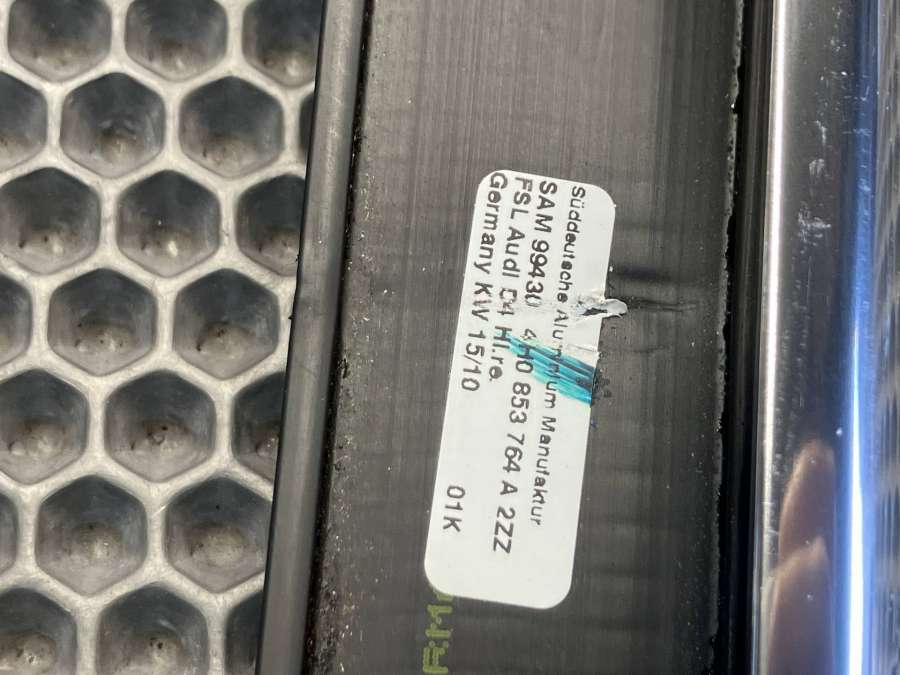 Süddeutsche Aluminium Manufaktur
SAM 99430 4H0 853 764 A 2ZZ
FSL Audi D4 Hi.re.
Germany KW 15/10 01K